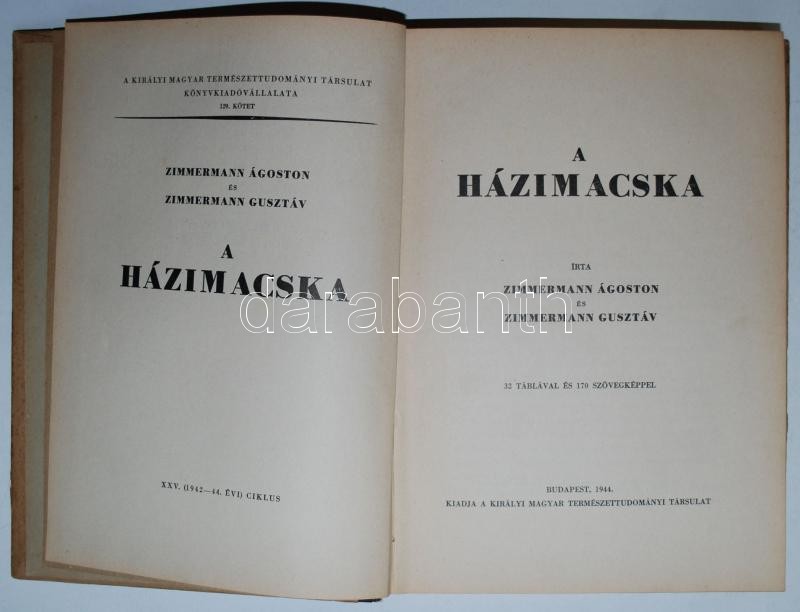 A KIRÁLYI MAGYAR TERMÉSZETTUDOMÁNYI TÁRSULAT
KÖNYVKIADÓVÁLLALATA
129. KÖTET
ZIMMERMANN ÁGOSTON
ÉS
ZIMMERMANN GUSZTÁV
A
HÁZIMACSKA
XXV. (1942—44. ÉVI) CIKLUS
A
HÁZIMACSKA
ÍRTA
ZIMMERMANN ÁGOSTON
ÉS
ZIMMERMANN GUSZTÁV
32 TÁBLÁVAL ÉS 170 SZÖVEGKÉPPEL
BUDAPEST, 1944.
KIADJA A KIRÁLYI MAGYAR TERMÉSZETTUDOMÁNYI TÁRSULAT
darabanth